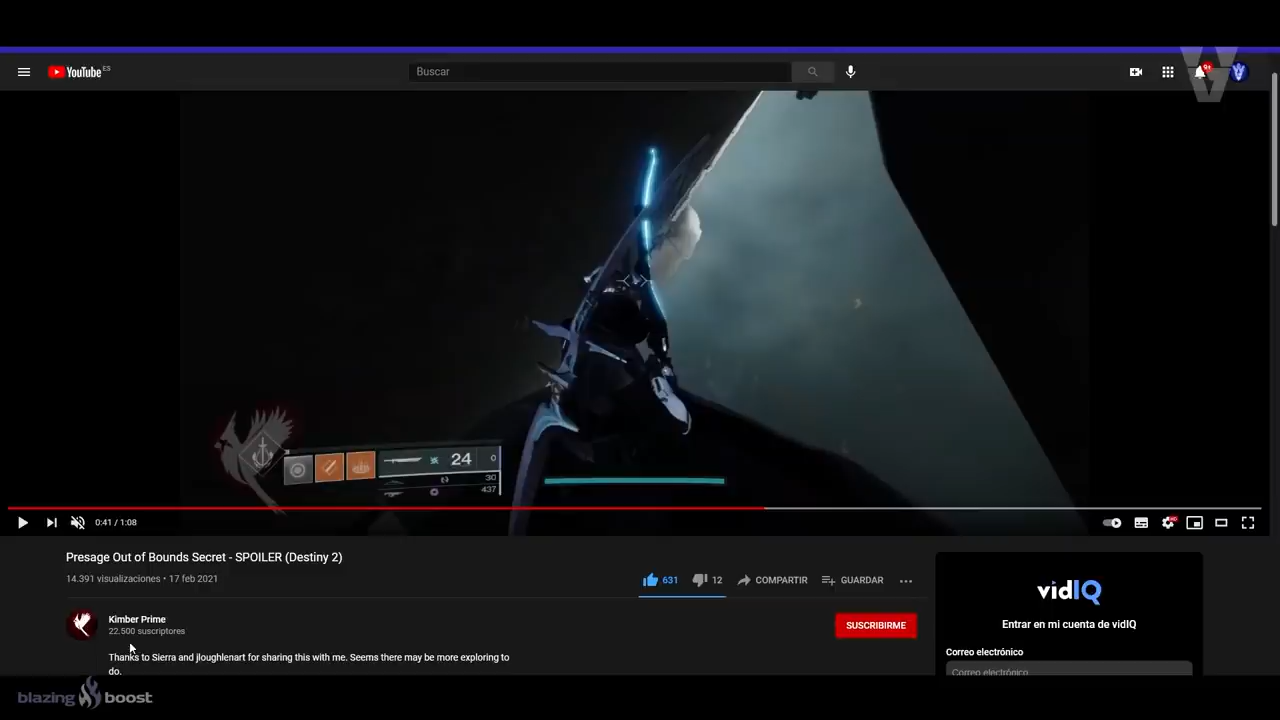 YouTube ES
Buscar
9+
24 0
30
437
0:41 / 1:08
HD
Presage Out of Bounds Secret - SPOILER (Destiny 2)
14.391 visualizaciones • 17 feb 2021
631
12
COMPARTIR
GUARDAR
Kimber Prime
22.500 suscriptores
SUSCRIBIRME
Thanks to Sierra and jloughlenart for sharing this with me. Seems there may be more exploring to
do.
vidIQ
Entrar en mi cuenta de vidIQ
Correo electrónico
Correo electrónico
blazing boost